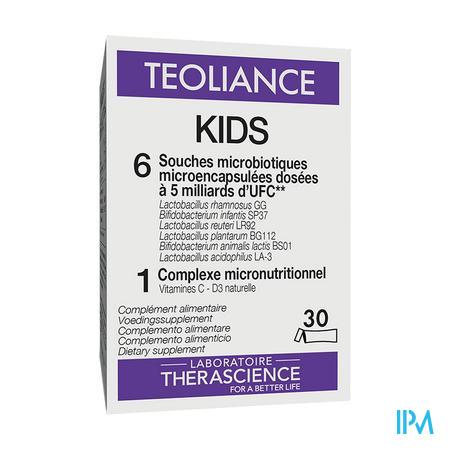 TEOLIANCE
KIDS
6 Souches microbiotiques
microencapsulées dosées
à 5 milliards d'UFC**
Lactobacillus rhamnosus GG
Bifidobacterium infantis SP37
Lactobacillus reuteri LR92
Lactobacillus plantarum BG112
Bifidobacterium animalis lactis BS01
Lactobacillus acidophilus LA-3
1 Complexe micronutritionnel
Vitamines C - D3 naturelle
Complément alimentaire
Voedingssupplement
Complemento alimentare
Complemento alimenticio
Dietary supplement
30
LABORATOIRE
THERASCIENCE
FOR A BETTER LIFE
IPM